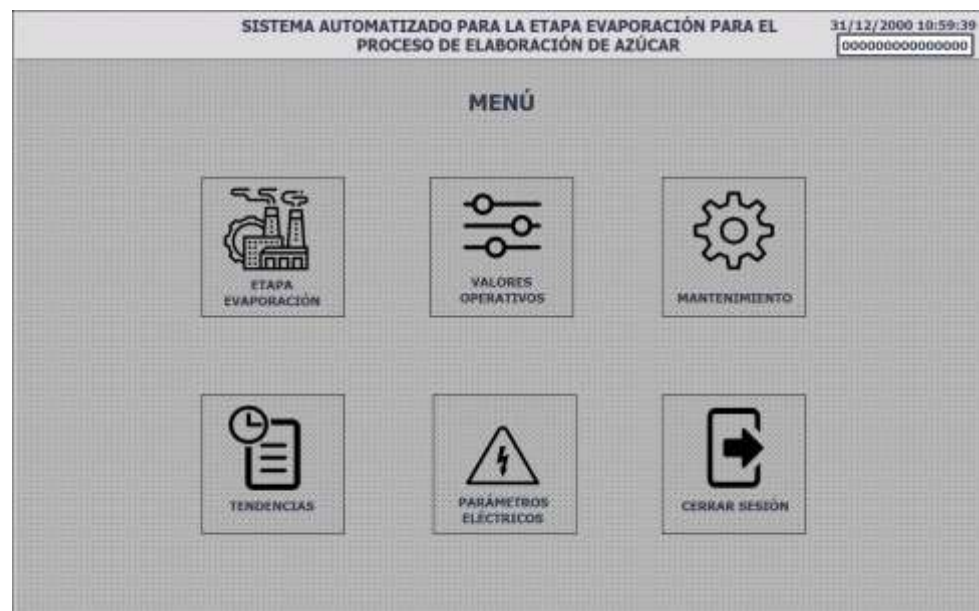 SISTEMA AUTOMATIZADO PARA LA ETAPA EVAPORACIÓN PARA EL
PROCESO DE ELABORACIÓN DE AZÚCAR
31/12/2000 10:59:39
000000000000000
MENÚ
ETAPA
EVAPORACIÓN
VALORES
OPERATIVOS
MANTENIMIENTO
TENDENCIAS
PARÁMETROS
ELÉCTRICOS
CERRAR SESIÓN